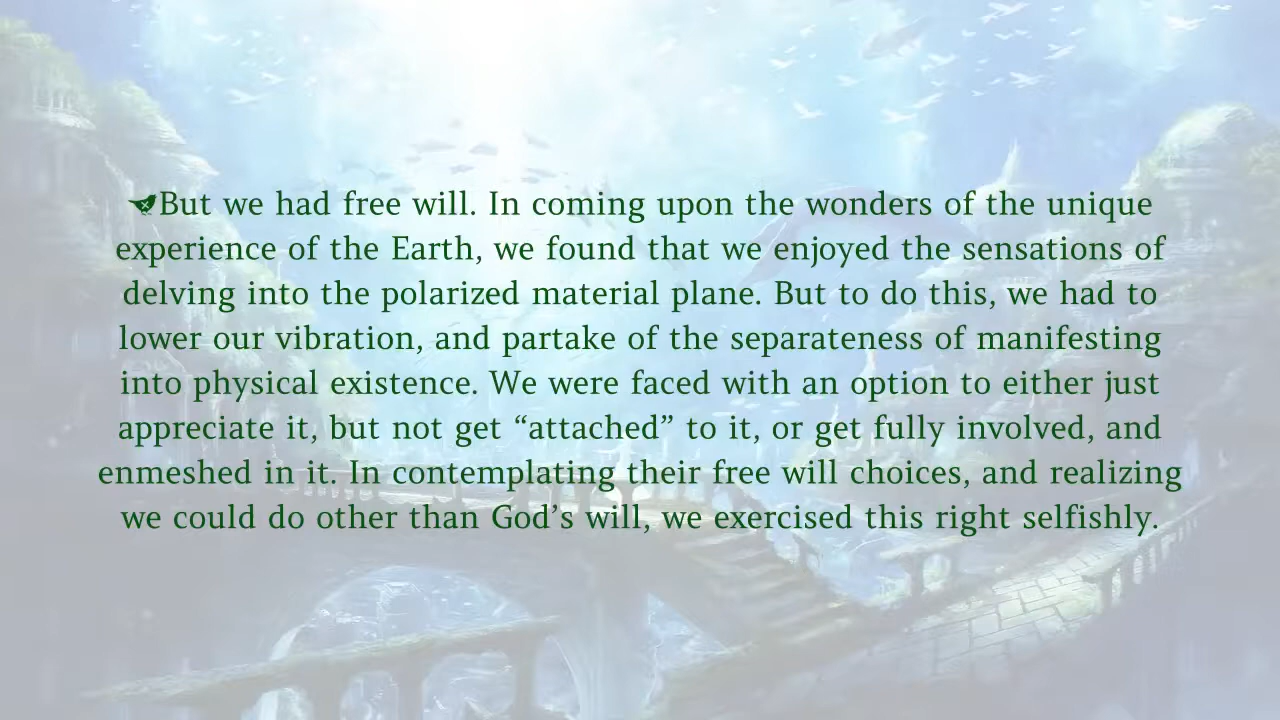 But we had free will. In coming upon the wonders of the unique
experience of the Earth, we found that we enjoyed the sensations of
delving into the polarized material plane. But to do this, we had to
lower our vibration, and partake of the separateness of manifesting
into physical existence. We were faced with an option to either just
appreciate it, but not get “attached” to it, or get fully involved, and
enmeshed in it. In contemplating their free will choices, and realizing
we could do other than God’s will, we exercised this right selfishly.